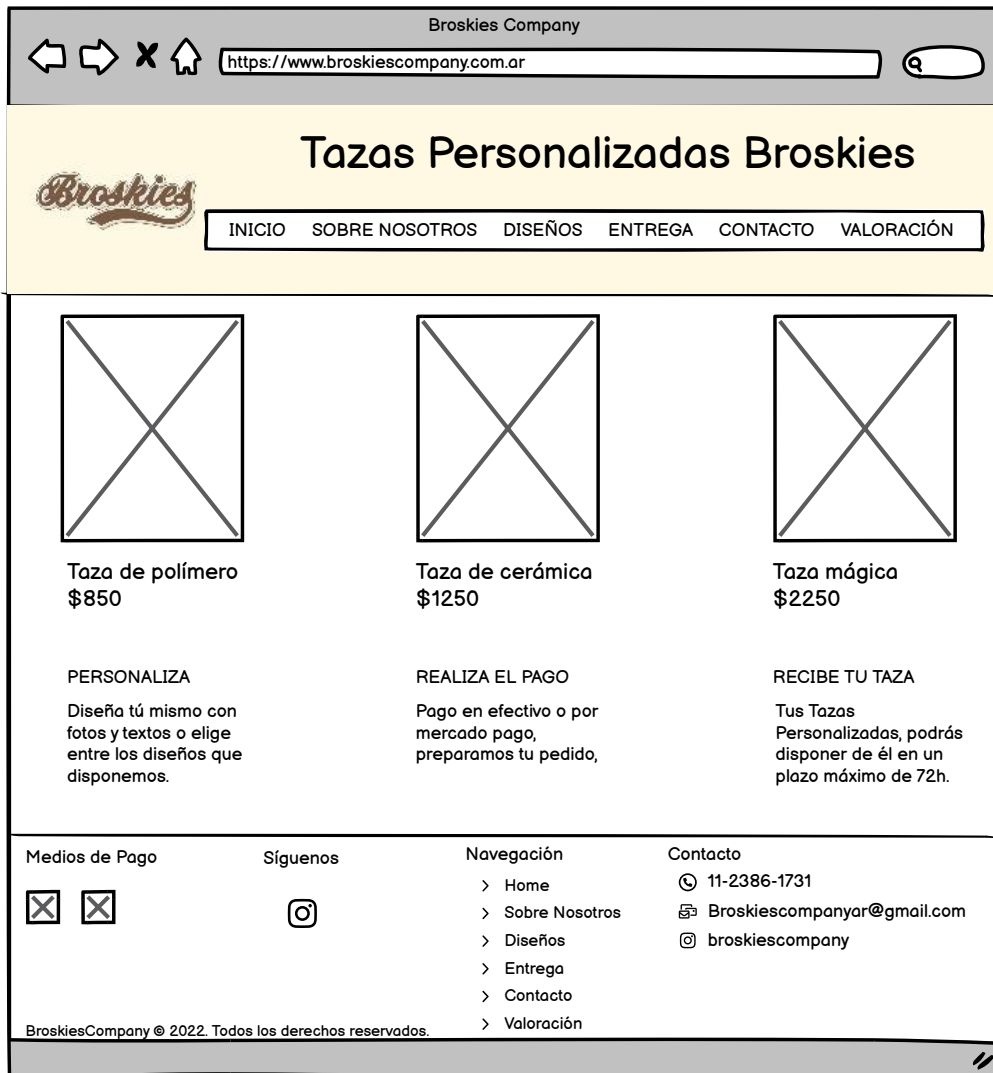 Broskies Company
https://www.broskiescompany.com.ar
Tazas Personalizadas Broskies
Broskies
INICIO SOBRE NOSOTROS DISEÑOS ENTREGA CONTACTO VALORACIÓN
Taza de polímero
$850
Taza de cerámica
$1250
Taza mágica
$2250
PERSONALIZA
Diseña tú mismo con
fotos y textos o elige
entre los diseños que
disponemos.
REALIZA EL PAGO
Pago en efectivo o por
mercado pago,
preparamos tu pedido,
RECIBE TU TAZA
Tus Tazas
Personalizadas, podrás
disponer de él en un
plazo máximo de 72h.
Medios de Pago
Síguenos
Navegación
Home
Sobre Nosotros
Diseños
Entrega
Contacto
Valoración
Contacto
11-2386-1731
Broskiescompanyar@gmail.com
broskiescompany
BroskiesCompany © 2022. Todos los derechos reservados.